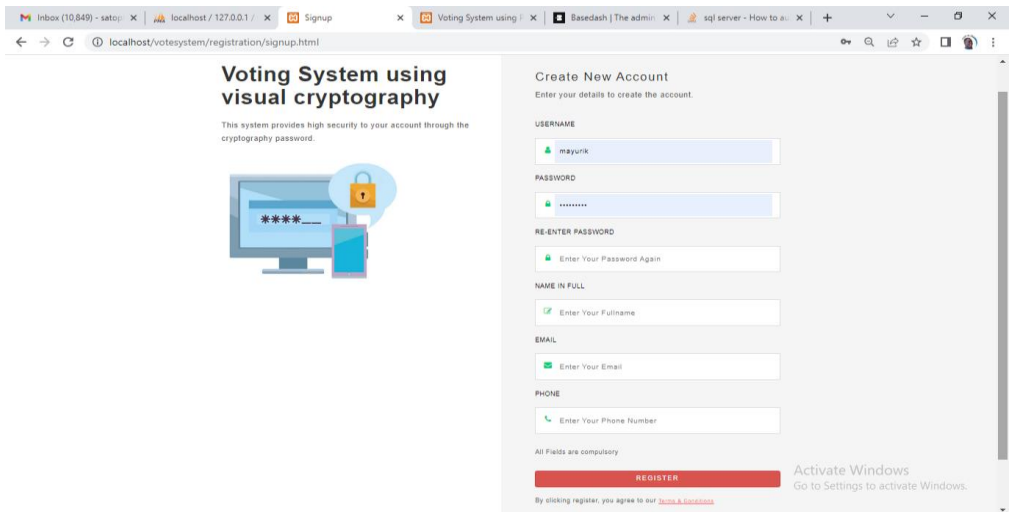 Inbox (10,849) - satop
localhost / 127.0.0.1 /
Signup
Voting System using P
Basedash | The admin
sql server - How to au
localhost/votesystem/registration/signup.html
Voting System using
visual cryptography
This system provides high security to your account through the
cryptography password.
****__
Create New Account
Enter your details to create the account.
USERNAME
mayurik
PASSWORD
•••••••••
RE-ENTER PASSWORD
Enter Your Password Again
NAME IN FULL
Enter Your Fullname
EMAIL
Enter Your Email
PHONE
Enter Your Phone Number
All Fields are compulsory
REGISTER
By clicking register, you agree to our Terms & Conditions
Activate Windows
Go to Settings to activate Windows.